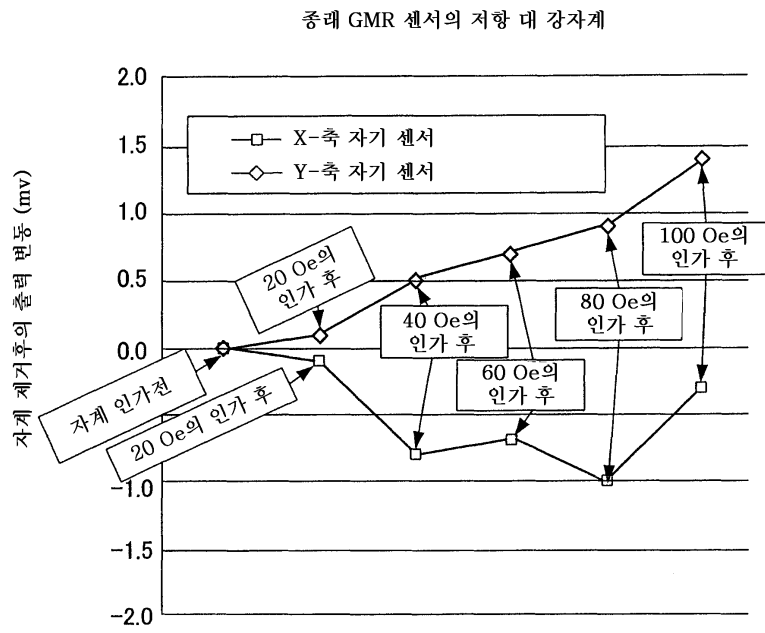 종래 GMR 센서의 저항 대 강자계
자계 제거후의 출력 변동 (mv)
2.0
1.5
1.0
0.5
0.0
-1.0
-1.5
-2.0
X-축 자기 센서
Y-축 자기 센서
자계 인가전
20 Oe의
인가 후
20 Oe의 인가 후
40 Oe의
인가 후
60 Oe의
인가 후
80 Oe의
인가 후
100 Oe의
인가 후